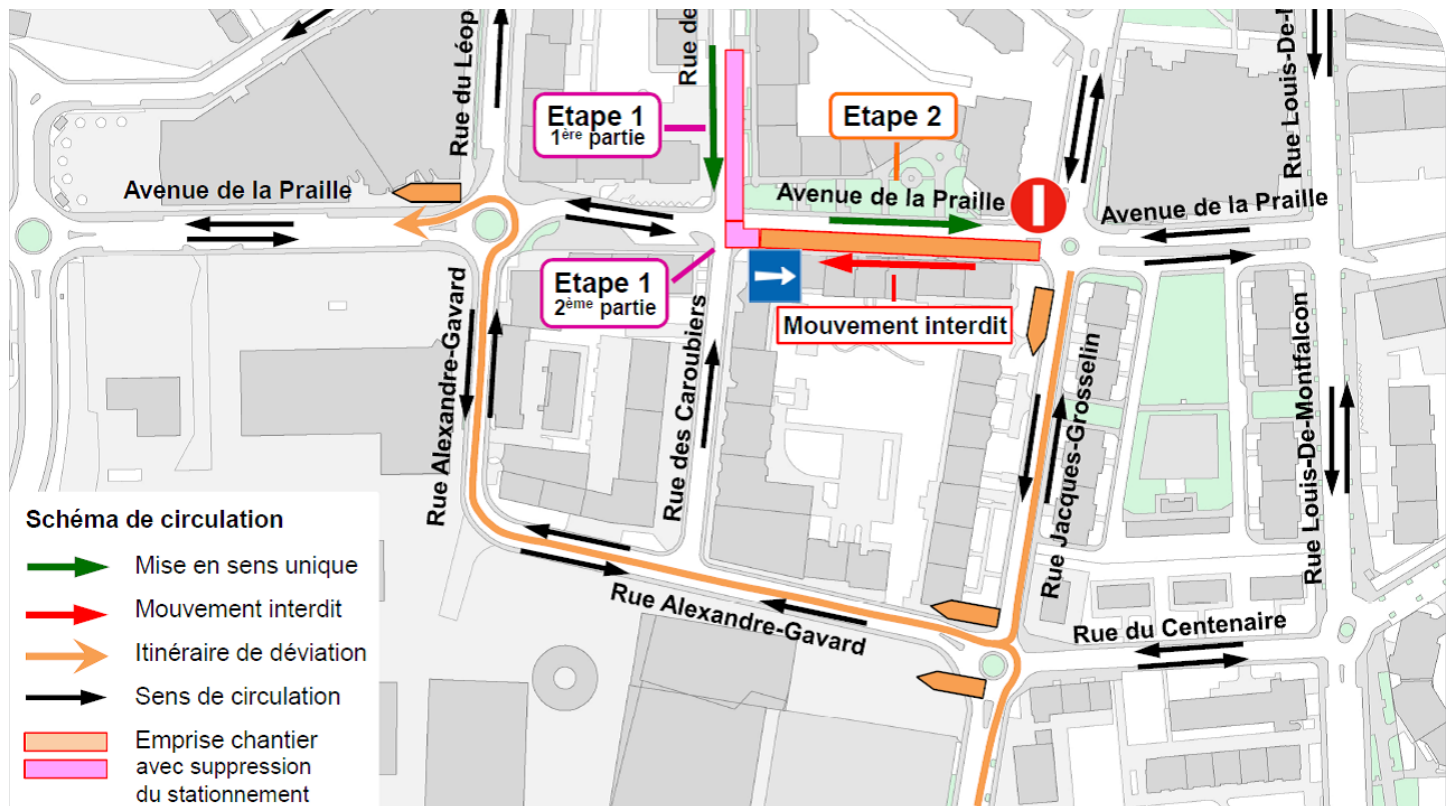 Rue du Léop
Rue de
Rue Louis-De-M
Etape 1
1ère partie
Etape 2
Avenue de la Praille
Avenue de la Praille
Avenue de la Praille
Etape 1
2ème partie
Mouvement interdit
Rue Alexandre-Gavard
Rue des Caroubiers
Rue Jacques-Grosselin
Rue Louis-De-Montfalcon
Rue Alexandre-Gavard
Rue du Centenaire
Schéma de circulation
Mise en sens unique
Mouvement interdit
Itinéraire de déviation
Sens de circulation
Emprise chantier
avec suppression
du stationnement